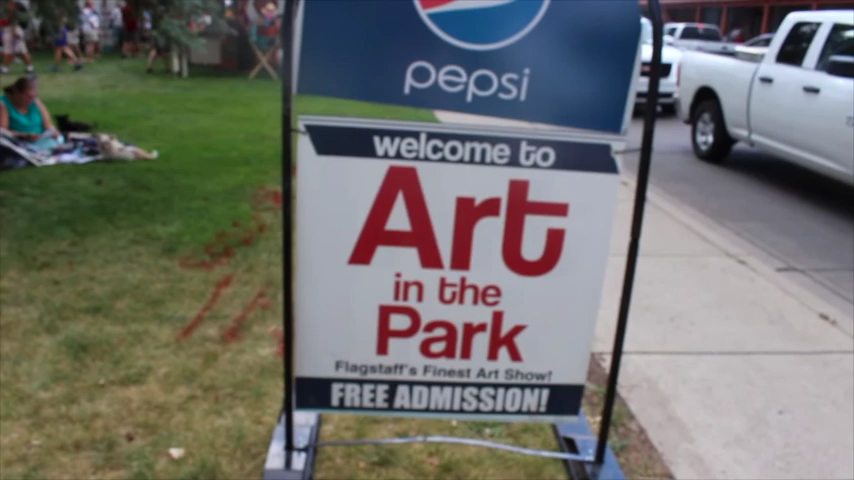 pepsi
welcome to
Art
in the
Park
Flagstaff's Finest Art Show!
FREE ADMISSION!